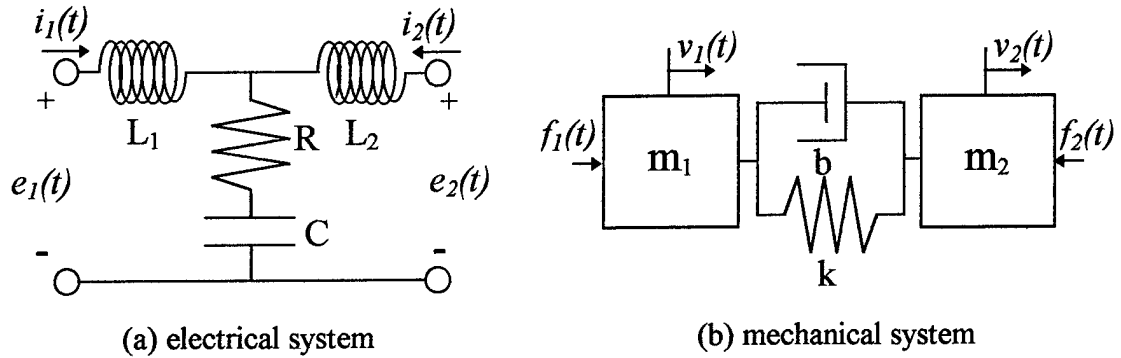 i₁(t)
i₂(t)
+
+
L₁
L₂
R
e₁(t)
e₂(t)
C
-
-
(a) electrical system
v₁(t)
v₂(t)
f₁(t)
m₁
b
m₂
f₂(t)
k
(b) mechanical system